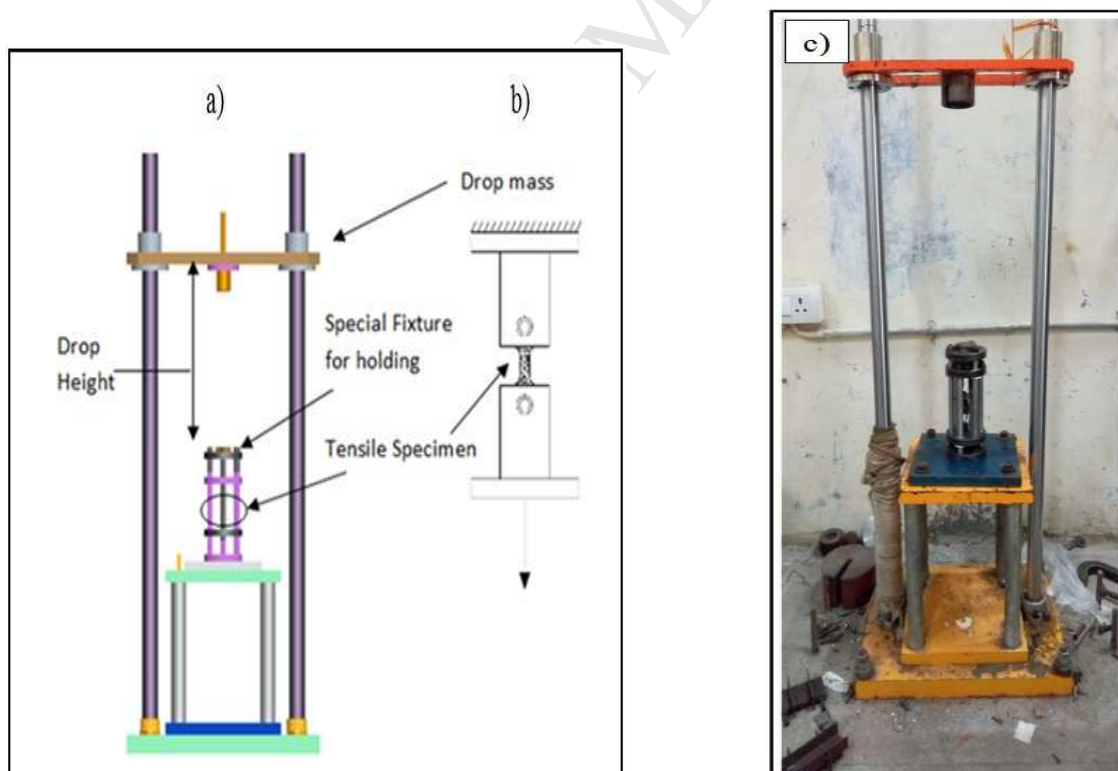 a)
b)
c)
Drop mass
Special Fixture
for holding
Drop
Height
Tensile Specimen